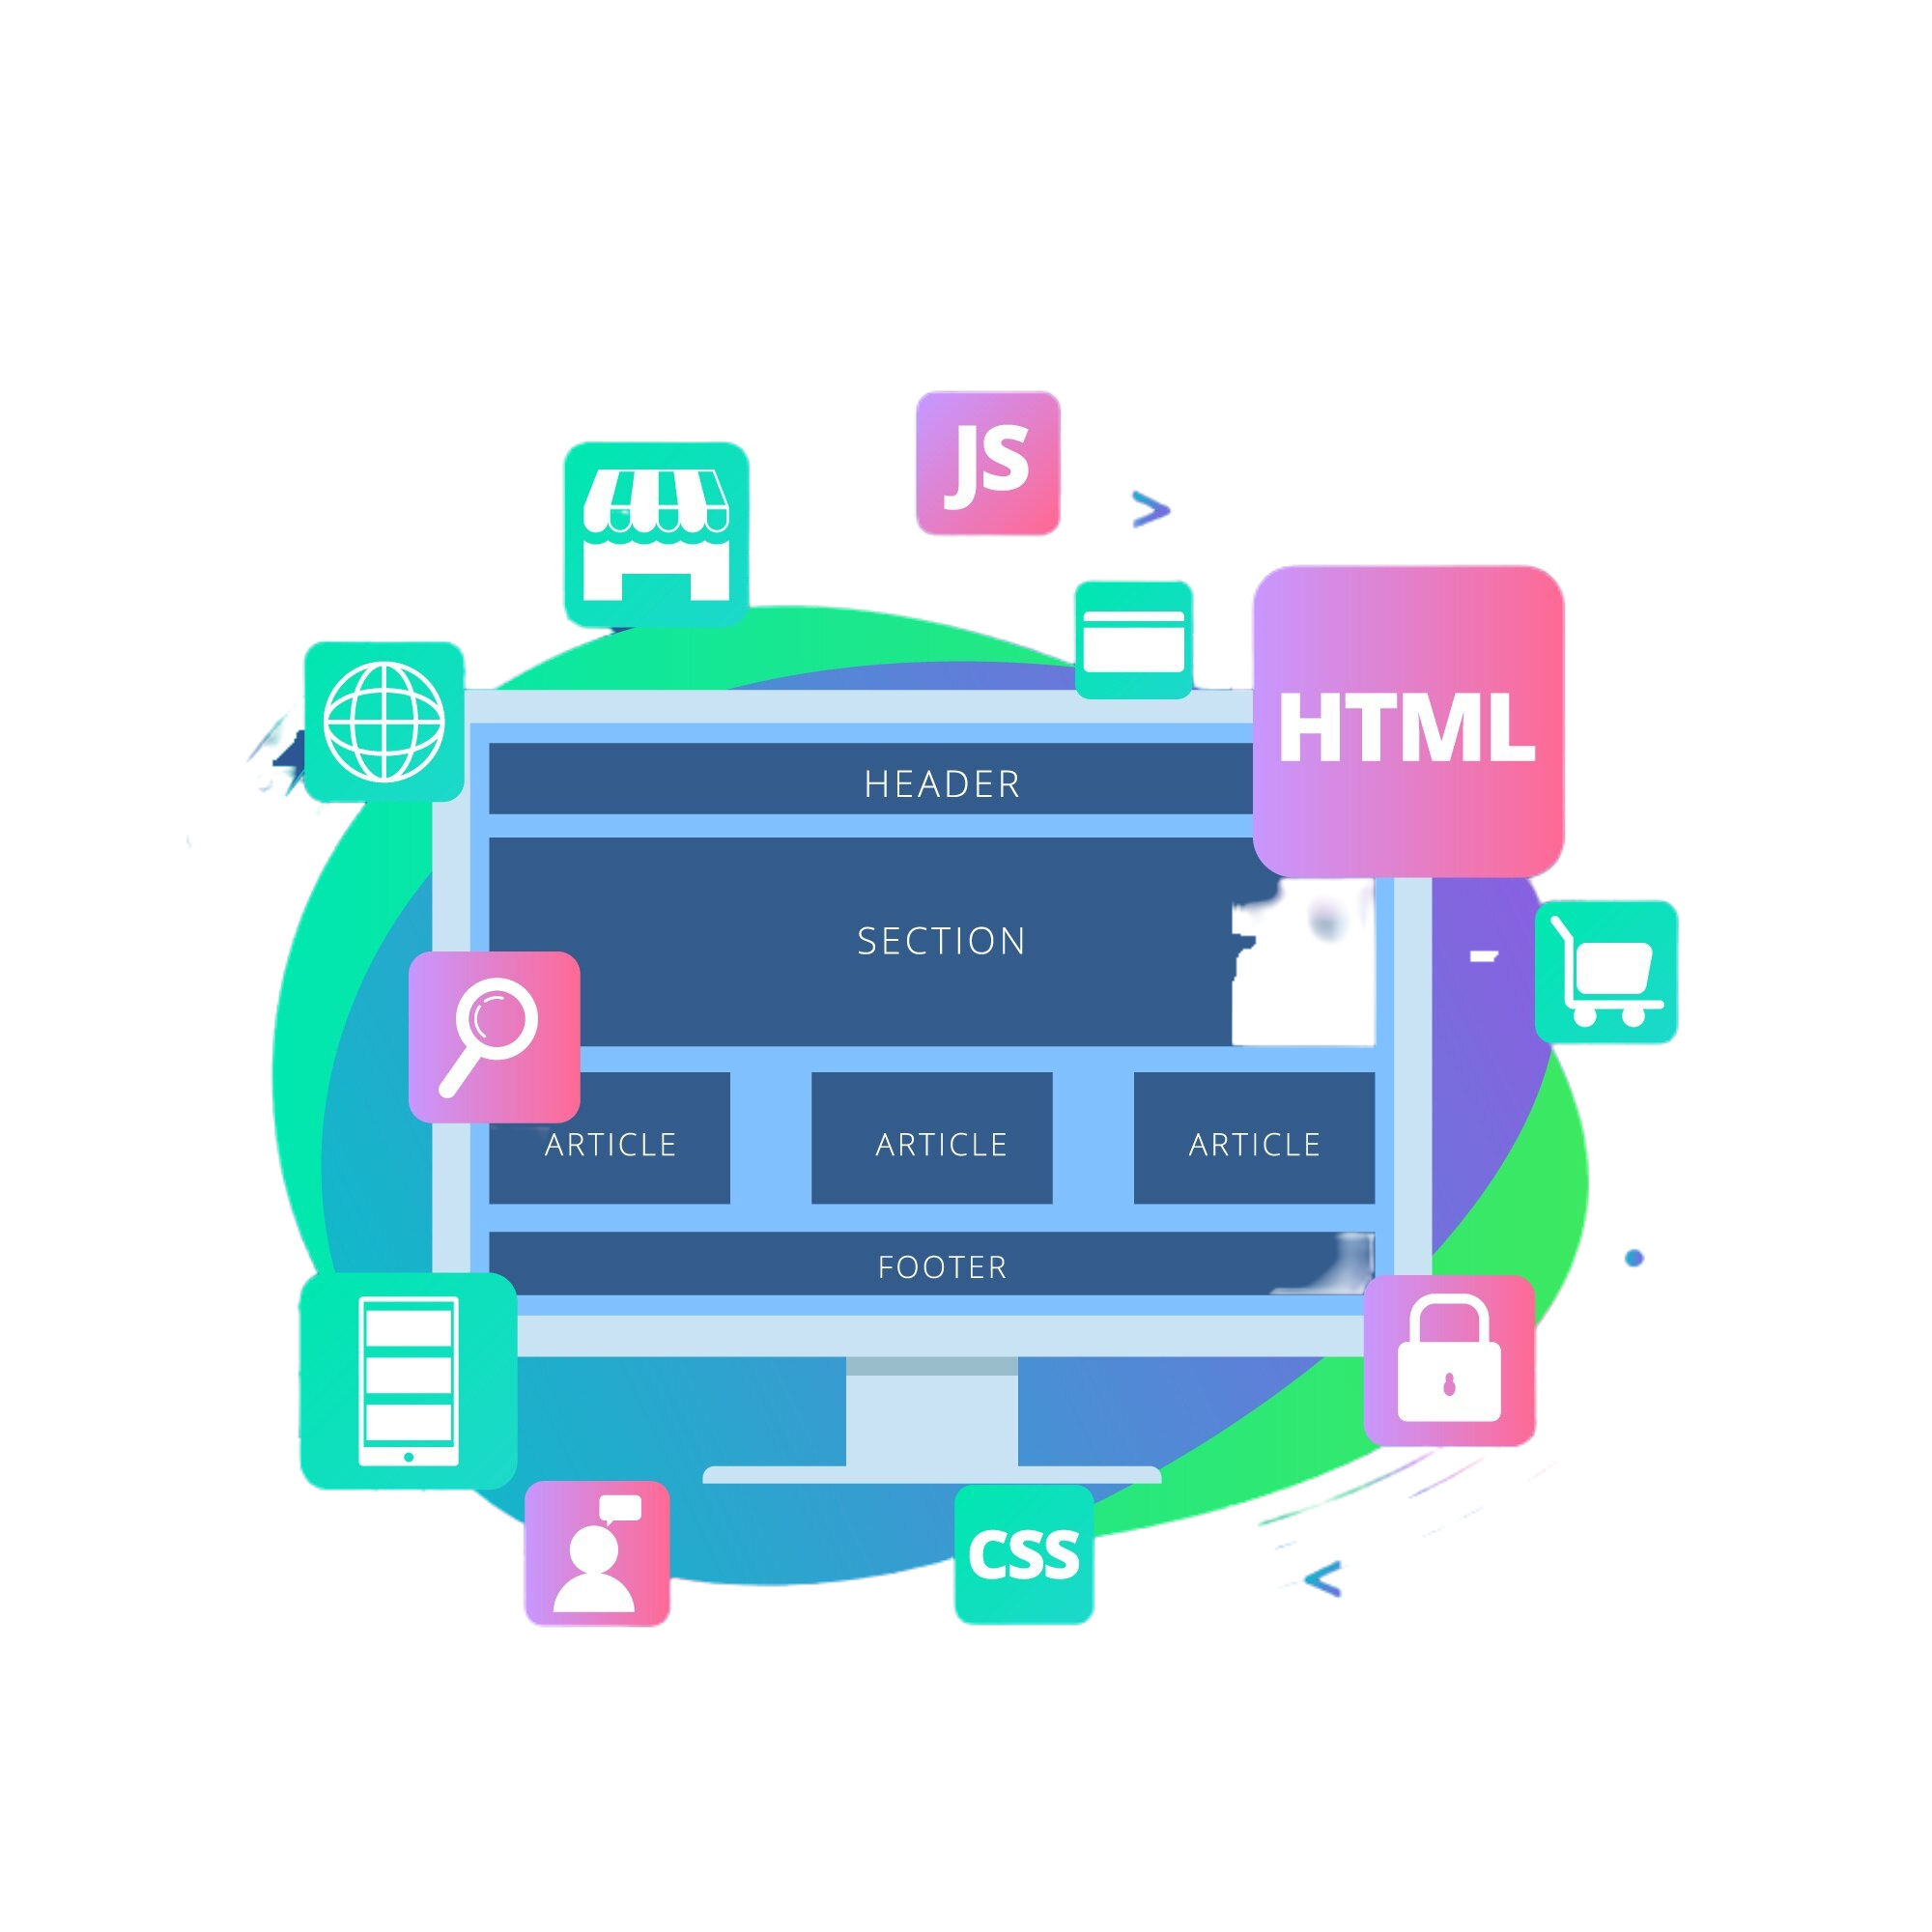 JS
>
HTML
HEADER
SECTION
ARTICLE ARTICLE ARTICLE
FOOTER
CSS
<